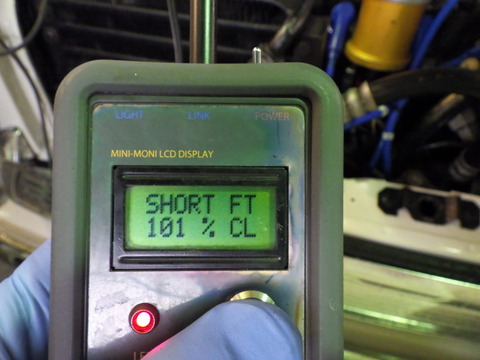 LIGHT LINK POWER
MINI-MONI LCD DISPLAY
SHORT FT
101 % CL